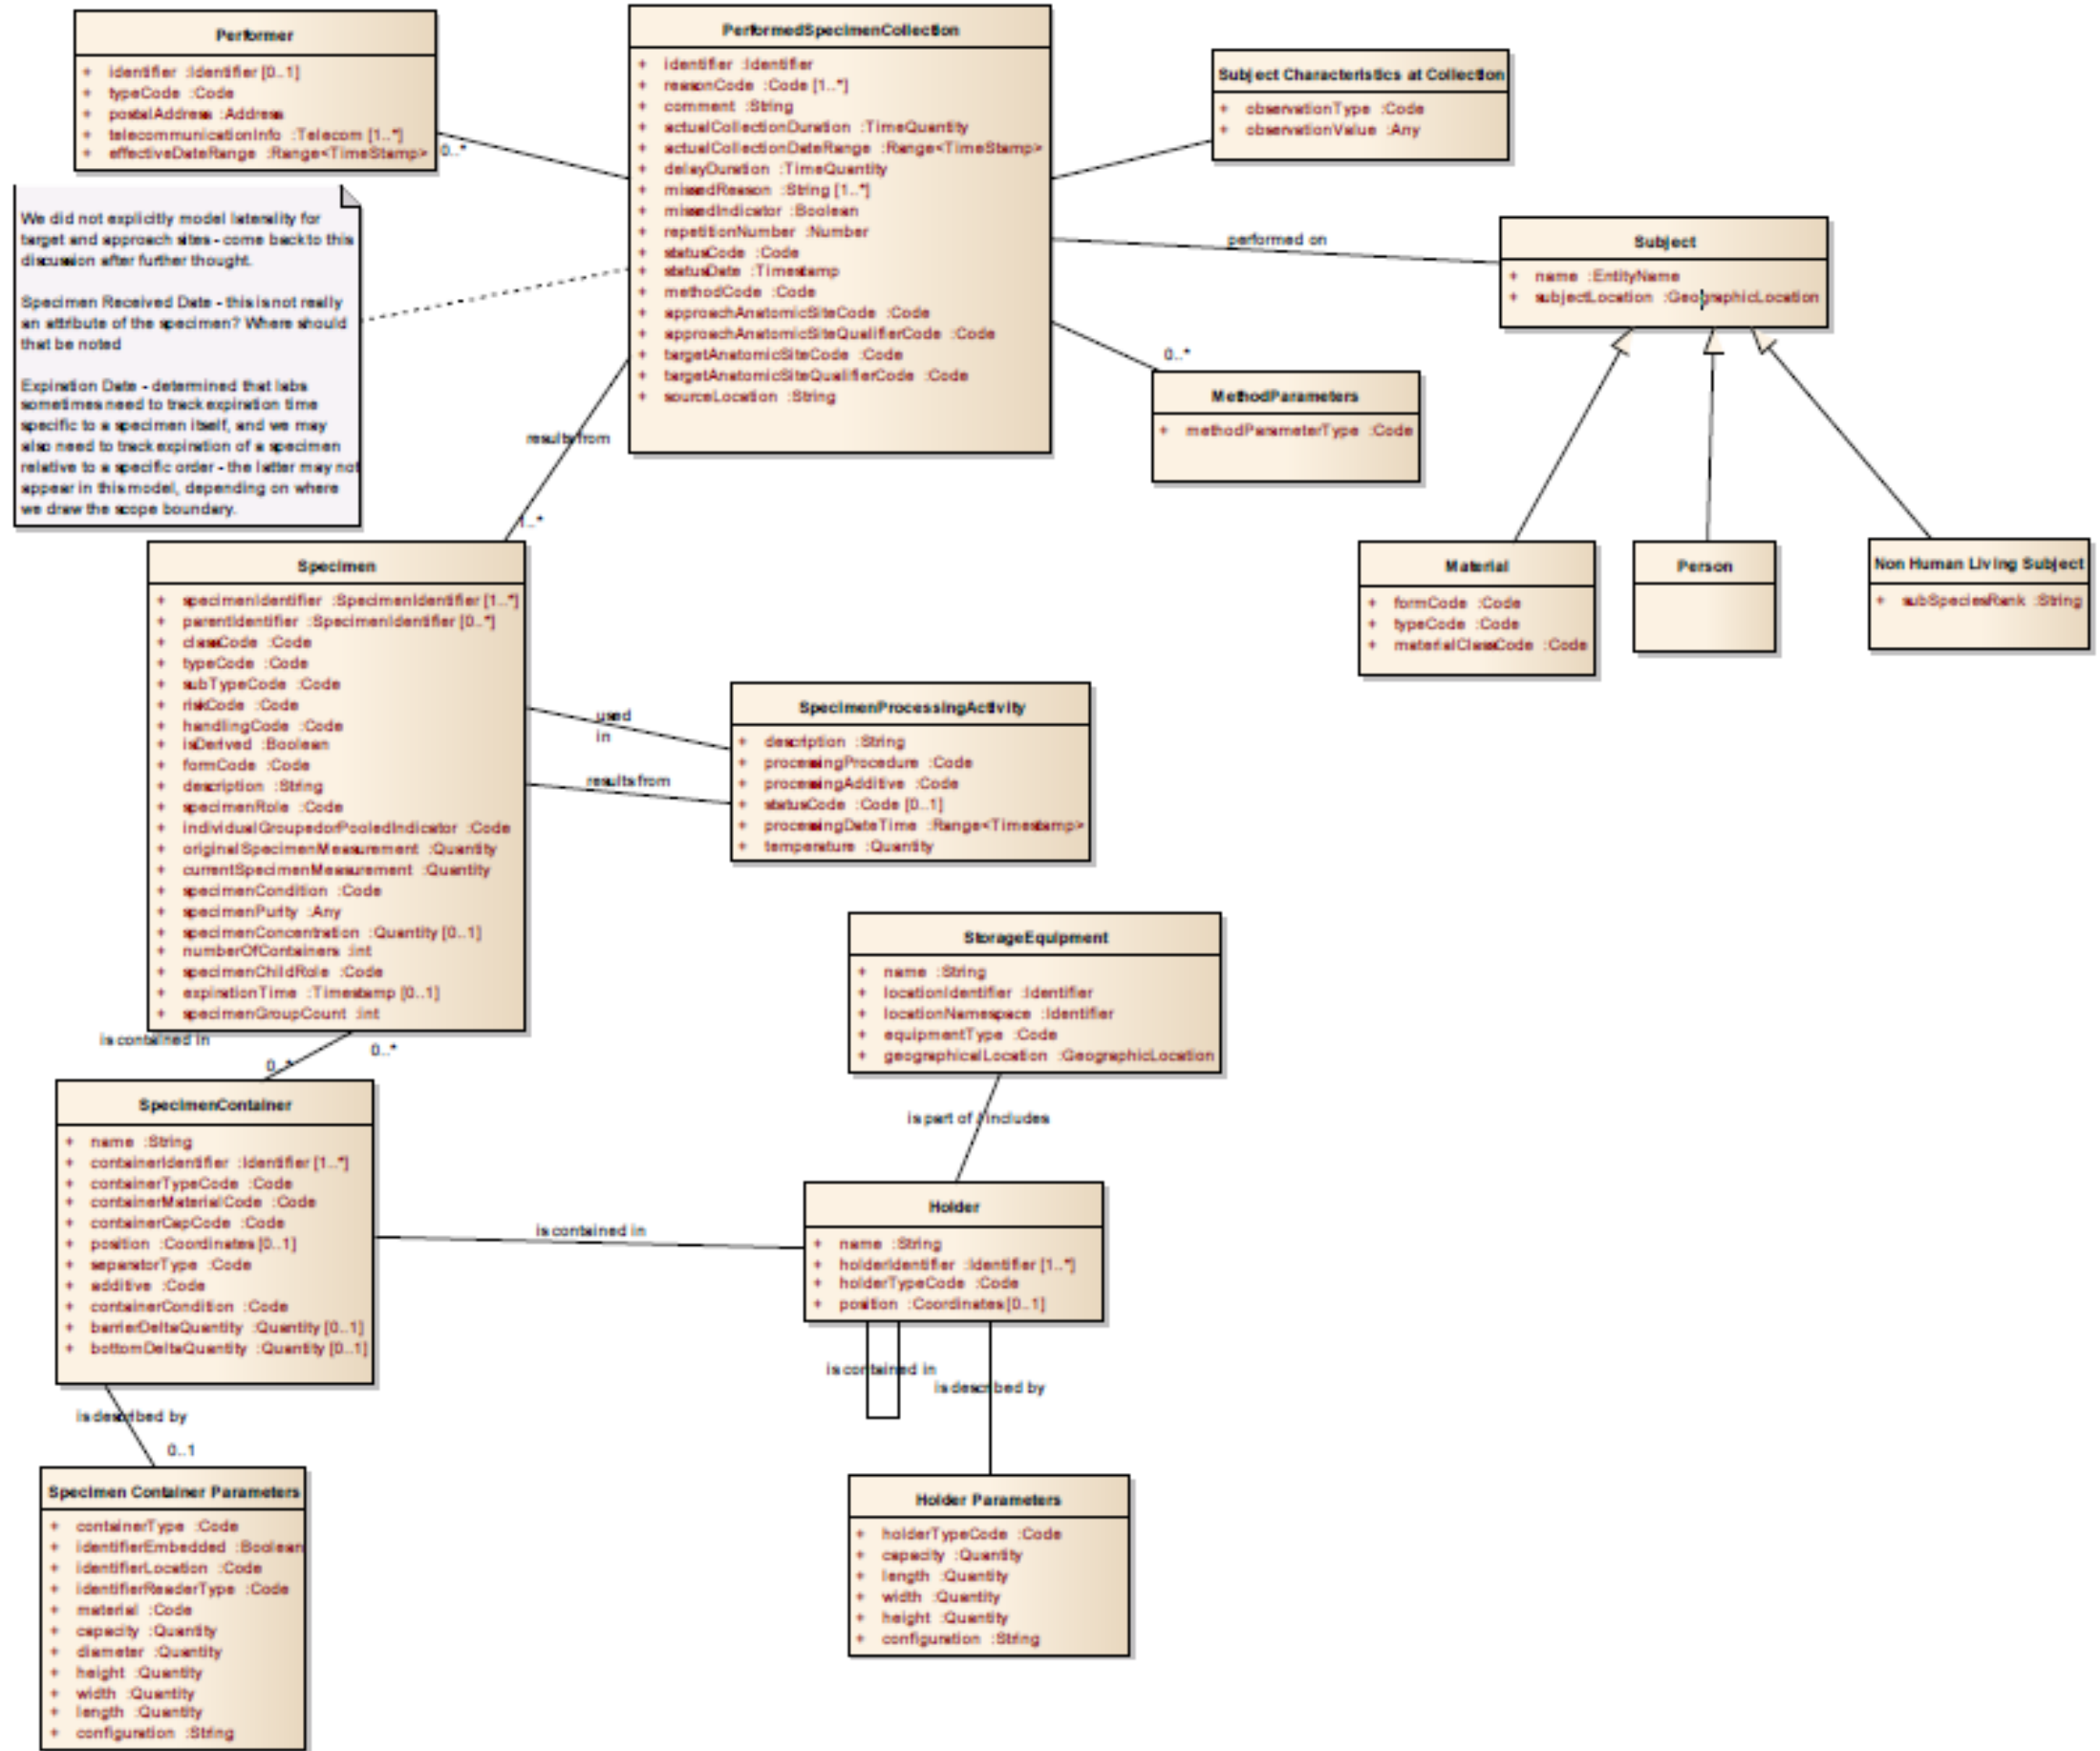 Performer
+ identifier :Identifier [0..1]
+ typeCode :Code
+ postalAddress :Address
+ telecommunicationInfo :Telecom [1..*]
+ effectiveDateRange :Range<TimeStamp>
0..*
PerformedSpecimenCollection
+ identifier :Identifier
+ reasonCode :Code [1..*]
+ comment :String
+ actualCollectionDuration :TimeQuantity
+ actualCollectionDateRange :Range<TimeStamp>
+ delayDuration :TimeQuantity
+ missedReason :String [1..*]
+ missedIndicator :Boolean
+ repetitionNumber :Number
+ statusCode :Code
+ statusDate :Timestamp
+ methodCode :Code
+ approachAnatomicSiteCode :Code
+ approachAnatomicSiteQualifierCode :Code
+ targetAnatomicSiteCode :Code
+ targetAnatomicSiteQualifierCode :Code
+ sourceLocation :String
Subject Characteristics at Collection
+ observationType :Code
+ observationValue :Any
performed on
Subject
+ name :EntityName
+ subjectLocation :GeographicLocation
0..*
MethodParameters
+ methodParameterType :Code
We did not explicitly model laterality for
target and approach sites - come back to this
discussion after further thought.
Specimen Received Date - this is not really
an attribute of the specimen? Where should
that be noted
Expiration Date - determined that labs
sometimes need to track expiration time
specific to a specimen itself, and we may
also need to track expiration of a specimen
relative to a specific order - the latter may not
appear in this model, depending on where
we draw the scope boundary.
results from
1..*
Material
+ formCode :Code
+ typeCode :Code
+ materialClassCode :Code
Person
Non Human Living Subject
+ subSpeciesRank :String
Specimen
+ specimenIdentifier :SpecimenIdentifier [1..*]
+ parentIdentifier :SpecimenIdentifier [0..*]
+ classCode :Code
+ typeCode :Code
+ subTypeCode :Code
+ riskCode :Code
+ handlingCode :Code
+ isDerived :Boolean
+ formCode :Code
+ description :String
+ specimenRole :Code
+ individualGroupedorPooledIndicator :Code
+ originalSpecimenMeasurement :Quantity
+ currentSpecimenMeasurement :Quantity
+ specimenCondition :Code
+ specimenPurity :Any
+ specimenConcentration :Quantity [0..1]
+ numberOfContainers :int
+ specimenChildRole :Code
+ expirationTime :Timestamp [0..1]
+ specimenGroupCount :int
used
in
results from
SpecimenProcessingActivity
+ description :String
+ processingProcedure :Code
+ processingAdditive :Code
+ statusCode :Code [0..1]
+ processingDateTime :Range<Timestamp>
+ temperature :Quantity
is contained in
0..*
0..*
StorageEquipment
+ name :String
+ locationIdentifier :Identifier
+ locationNamespace :Identifier
+ equipmentType :Code
+ geographicalLocation :GeographicLocation
is part of / includes
SpecimenContainer
+ name :String
+ containerIdentifier :Identifier [1..*]
+ containerTypeCode :Code
+ containerMaterialCode :Code
+ containerCapCode :Code
+ position :Coordinates [0..1]
+ separatorType :Code
+ additive :Code
+ containerCondition :Code
+ barrierDeltaQuantity :Quantity [0..1]
+ bottomDeltaQuantity :Quantity [0..1]
is contained in
Holder
+ name :String
+ holderIdentifier :Identifier [1..*]
+ holderTypeCode :Code
+ position :Coordinates [0..1]
is contained in
is described by
is described by
0..1
Specimen Container Parameters
+ containerType :Code
+ identifierEmbedded :Boolean
+ identifierLocation :Code
+ identifierReaderType :Code
+ material :Code
+ capacity :Quantity
+ diameter :Quantity
+ height :Quantity
+ width :Quantity
+ length :Quantity
+ configuration :String
Holder Parameters
+ holderTypeCode :Code
+ capacity :Quantity
+ length :Quantity
+ width :Quantity
+ height :Quantity
+ configuration :String